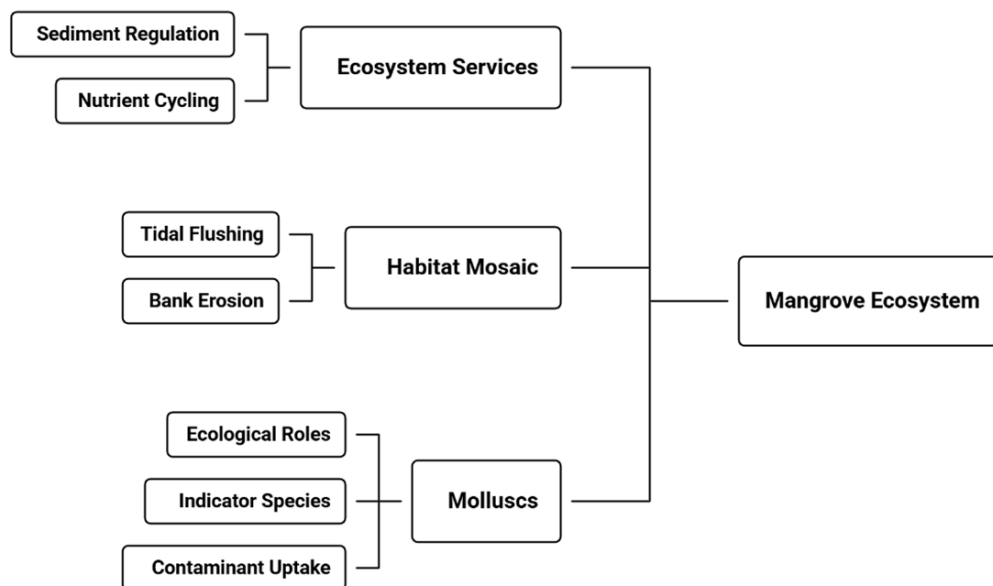 Sediment Regulation
Ecosystem Services
Nutrient Cycling
Tidal Flushing
Habitat Mosaic
Bank Erosion
Mangrove Ecosystem
Ecological Roles
Indicator Species
Molluscs
Contaminant Uptake